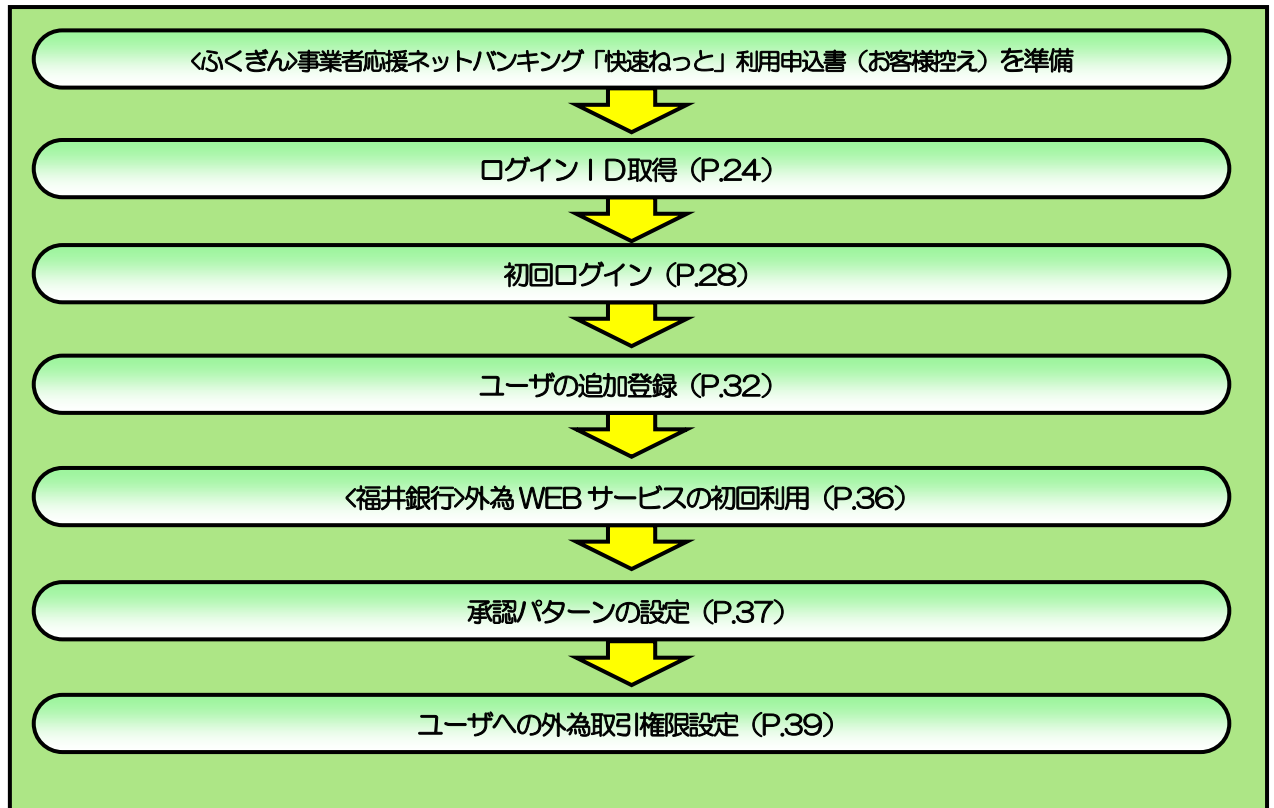 <ふくぎん>事業者応援ネットバンキング「快速ねっと」利用申込書（お客様控え）を準備
ログインＩＤ取得（P.24）
初回ログイン（P.28）
ユーザの追加登録（P.32）
<福井銀行>外為 WEB サービスの初回利用（P.36）
承認パターンの設定（P.37）
ユーザへの外為取引権限設定（P.39）